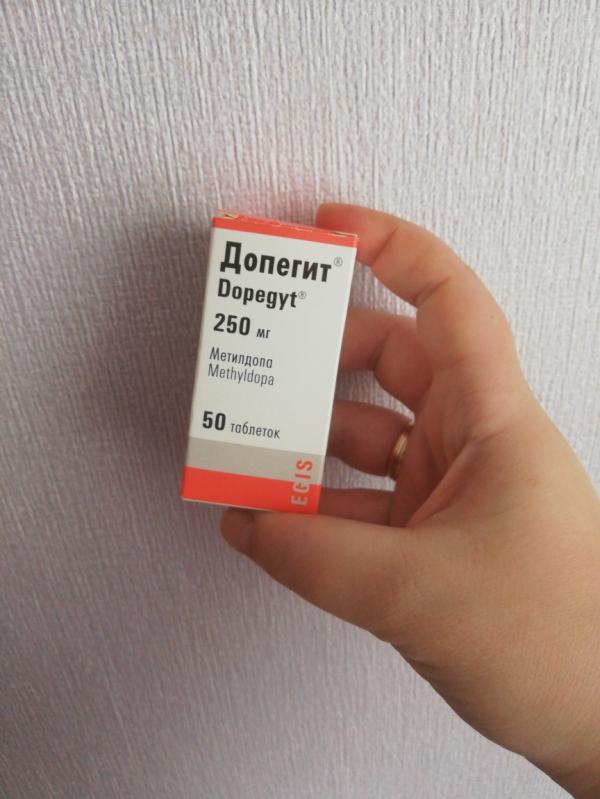 Допегит®
Dopegyt®
250 мг
Метилдопа
Methyldopa
50 таблеток
EGIS